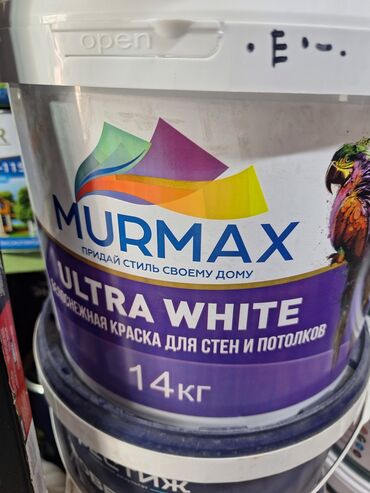 open
MURMAX
ПРИДАЙ СТИЛЬ СВОЕМУ ДОМУ
ULTRA WHITE
КРАСКА ДЛЯ СТЕН И ПОТОЛКОВ
14КГ